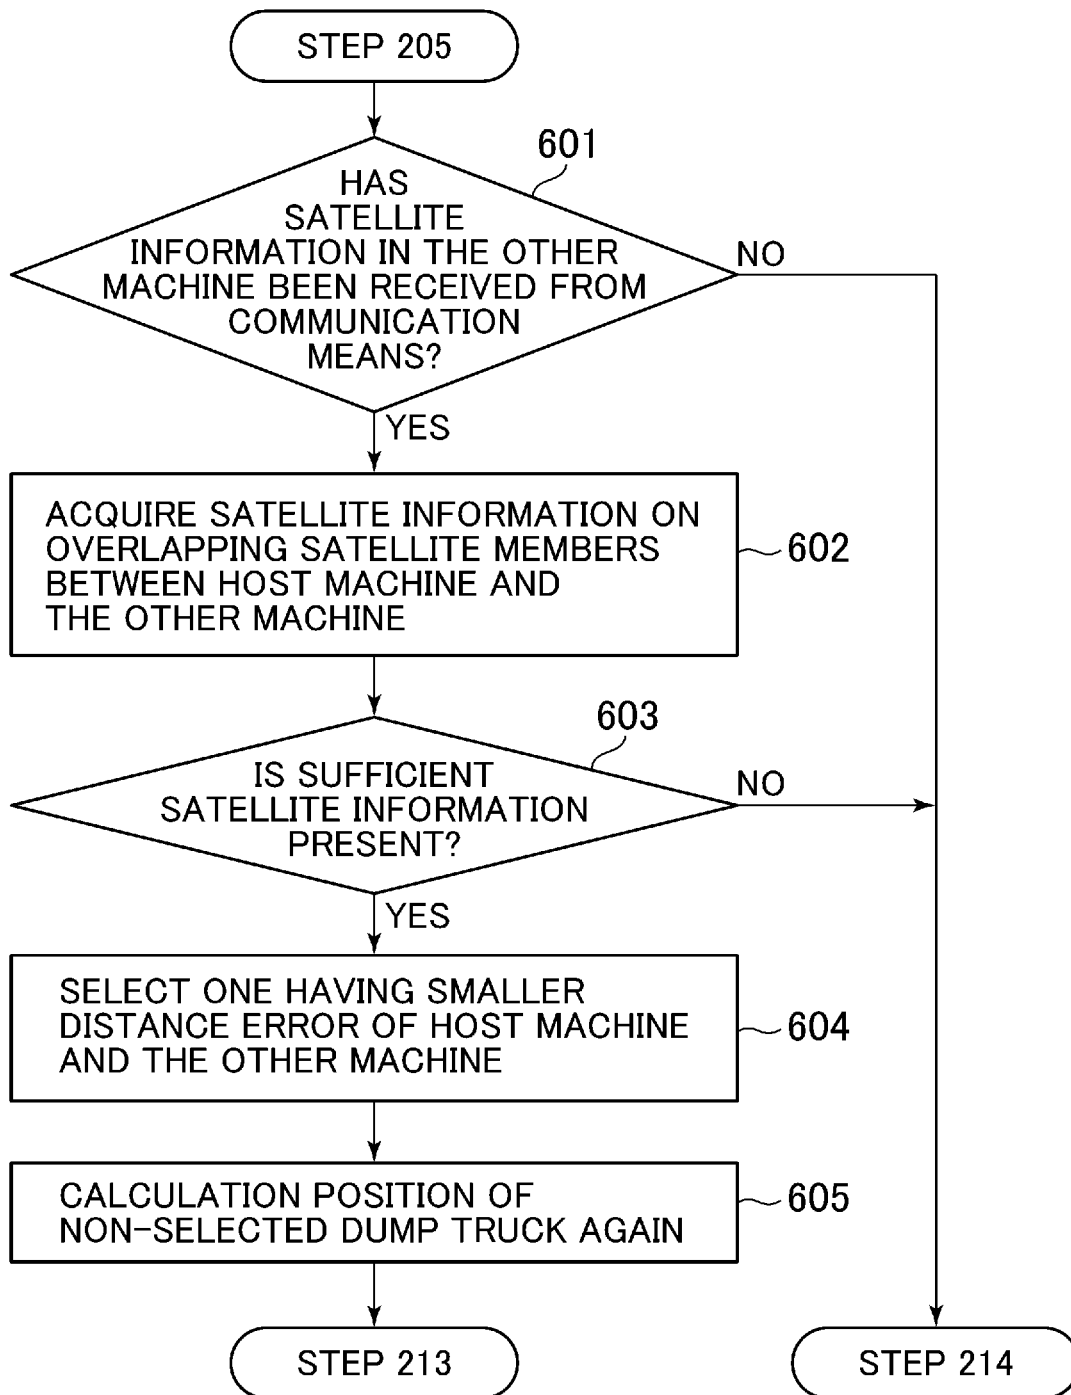 STEP 205
601
HAS
SATELLITE
INFORMATION IN THE OTHER
MACHINE BEEN RECEIVED FROM
COMMUNICATION
MEANS?
NO
YES
ACQUIRE SATELLITE INFORMATION ON
OVERLAPPING SATELLITE MEMBERS
BETWEEN HOST MACHINE AND
THE OTHER MACHINE
602
603
IS SUFFICIENT
SATELLITE INFORMATION
PRESENT?
NO
YES
SELECT ONE HAVING SMALLER
DISTANCE ERROR OF HOST MACHINE
AND THE OTHER MACHINE
604
CALCULATION POSITION OF
NON-SELECTED DUMP TRUCK AGAIN
605
STEP 213
STEP 214